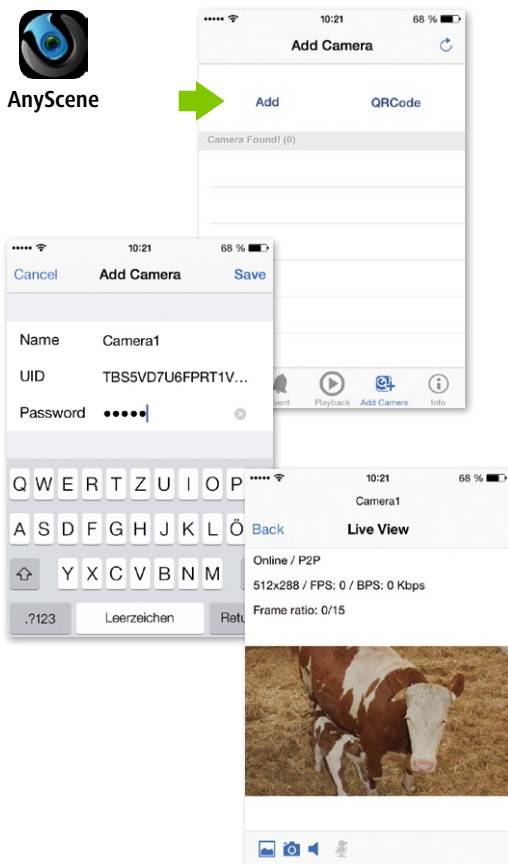 AnyScene
10:21 68 %
Add Camera
Add QRCode
Camera Found! (0)
Playback Add Camera Info
10:21 68 %
Cancel Add Camera Save
Name Camera1
UID TBS5VD7U6FPRT1V...
Password
Q W E R T Z U I O P
A S D F G H J K L Ö
Y X C V B N M
.?123 Leerzeichen
10:21 68 %
Camera1
Back Live View
Online / P2P
512x288 / FPS: 0 / BPS: 0 Kbps
Frame ratio: 0/15